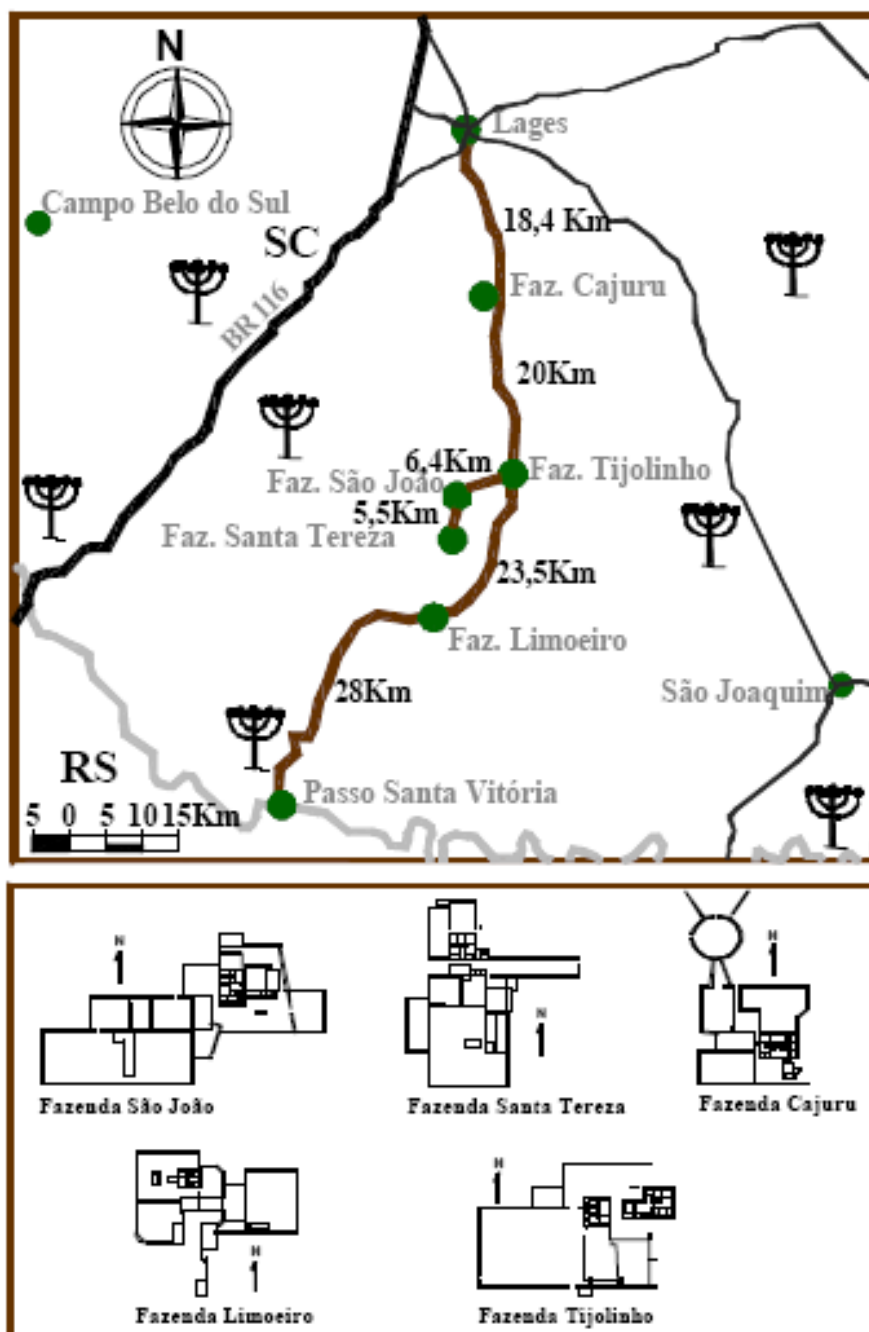 N
Lages
Campo Belo do Sul
18,4 Km
SC
Faz. Cajuru
BR 116
20Km
6,4Km
Faz. Tijolinho
Faz. São João
5,5Km
Faz. Santa Tereza
23,5Km
Faz. Limoeiro
São Joaquim
28Km
RS
Passo Santa Vitória
5 0 5 10 15Km
N
N
N
Fazenda São João
Fazenda Santa Tereza
Fazenda Cajuru
N
N
Fazenda Limoeiro
Fazenda Tijolinho